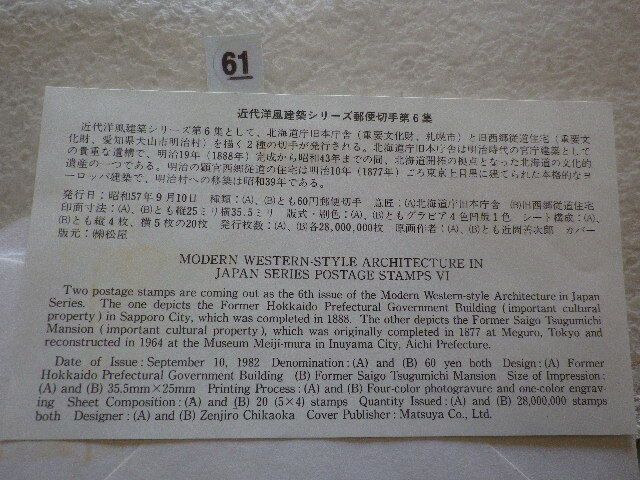 61
近代洋風建築シリーズ郵便切手第6集
近代洋風建築シリーズ第6集として、北海道庁旧本庁舎(重要文化財、札幌市)と旧西郷従道住宅(重要文
化財、愛知県犬山市明治村)を描く2種の切手が発行される。北海道庁旧本庁舎は明治時代の官庁建築として
の貴重な遺構で、明治19年(1888年)完成から昭和43年までの間、北海道開拓の拠点となった北海道の文化的
遺産の一つである。明治の顕官西郷従道の住宅は明治10年(1877年)ごろ東京上目黒に建てられた本格的なヨ
ーロッパ建築で、明治村への移築は昭和39年である。
発行日:昭和57年9月10日 種類:(A)、(B)とも60円郵便切手 意匠:(A)北海道庁旧本庁舎 (B)旧西郷従道住宅
印面寸法:(A)、(B)とも縦25ミリ横35.5ミリ 版式・刷色:(A)、(B)ともグラビア4色凹版1色 シート構成:(A)、
(B)とも縦4枚、横5枚の20枚 発行枚数:(A)、(B)各28,000,000枚 原画作者:(A)、(B)とも近岡善次郎 カバー
版元:㈱松屋
MODERN WESTERN-STYLE ARCHITECTURE IN
JAPAN SERIES POSTAGE STAMPS VI
Two postage stamps are coming out as the 6th issue of the Modern Western-style Architecture in Japan
Series. The one depicts the Former Hokkaido Prefectural Government Building (important cultural
property) in Sapporo City, which was completed in 1888. The other depicts the Former Saigo Tsugumichi
Mansion (important cultural property), which was originally completed in 1877 at Meguro, Tokyo and
reconstructed in 1964 at the Museum Meiji-mura in Inuyama City, Aichi Prefecture.
Date of Issue: September 10, 1982 Denomination: (A) and (B) 60 yen both Design: (A) Former
Hokkaido Prefectural Government Building (B) Former Saigo Tsugumichi Mansion Size of Impression:
(A) and (B) 35.5mm×25mm Printing Process: (A) and (B) Four-color photogravure and one-color engrav-
ing Sheet Composition: (A) and (B) 20 (5×4) stamps Quantity Issued: (A) and (B) 28,000,000 stamps
both Designer: (A) and (B) Zenjiro Chikaoka Cover Publisher: Matsuya Co., Ltd.